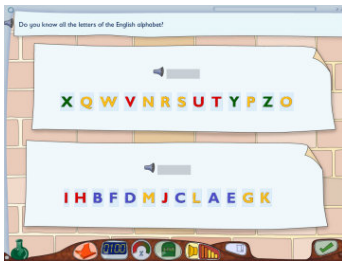 Do you know all the letters of the English alphabet?
X Q W V N R S U T Y P Z O
I H B F D M J C L A E G K